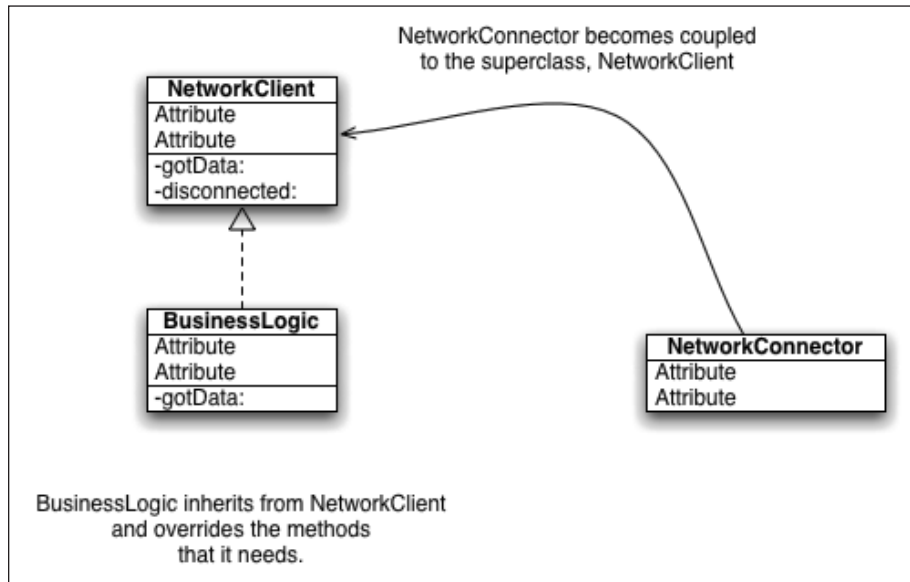 NetworkConnector becomes coupled
to the superclass, NetworkClient
NetworkClient
Attribute
Attribute
-gotData:
-disconnected:
BusinessLogic
Attribute
Attribute
-gotData:
NetworkConnector
Attribute
Attribute
BusinessLogic inherits from NetworkClient
and overrides the methods
that it needs.